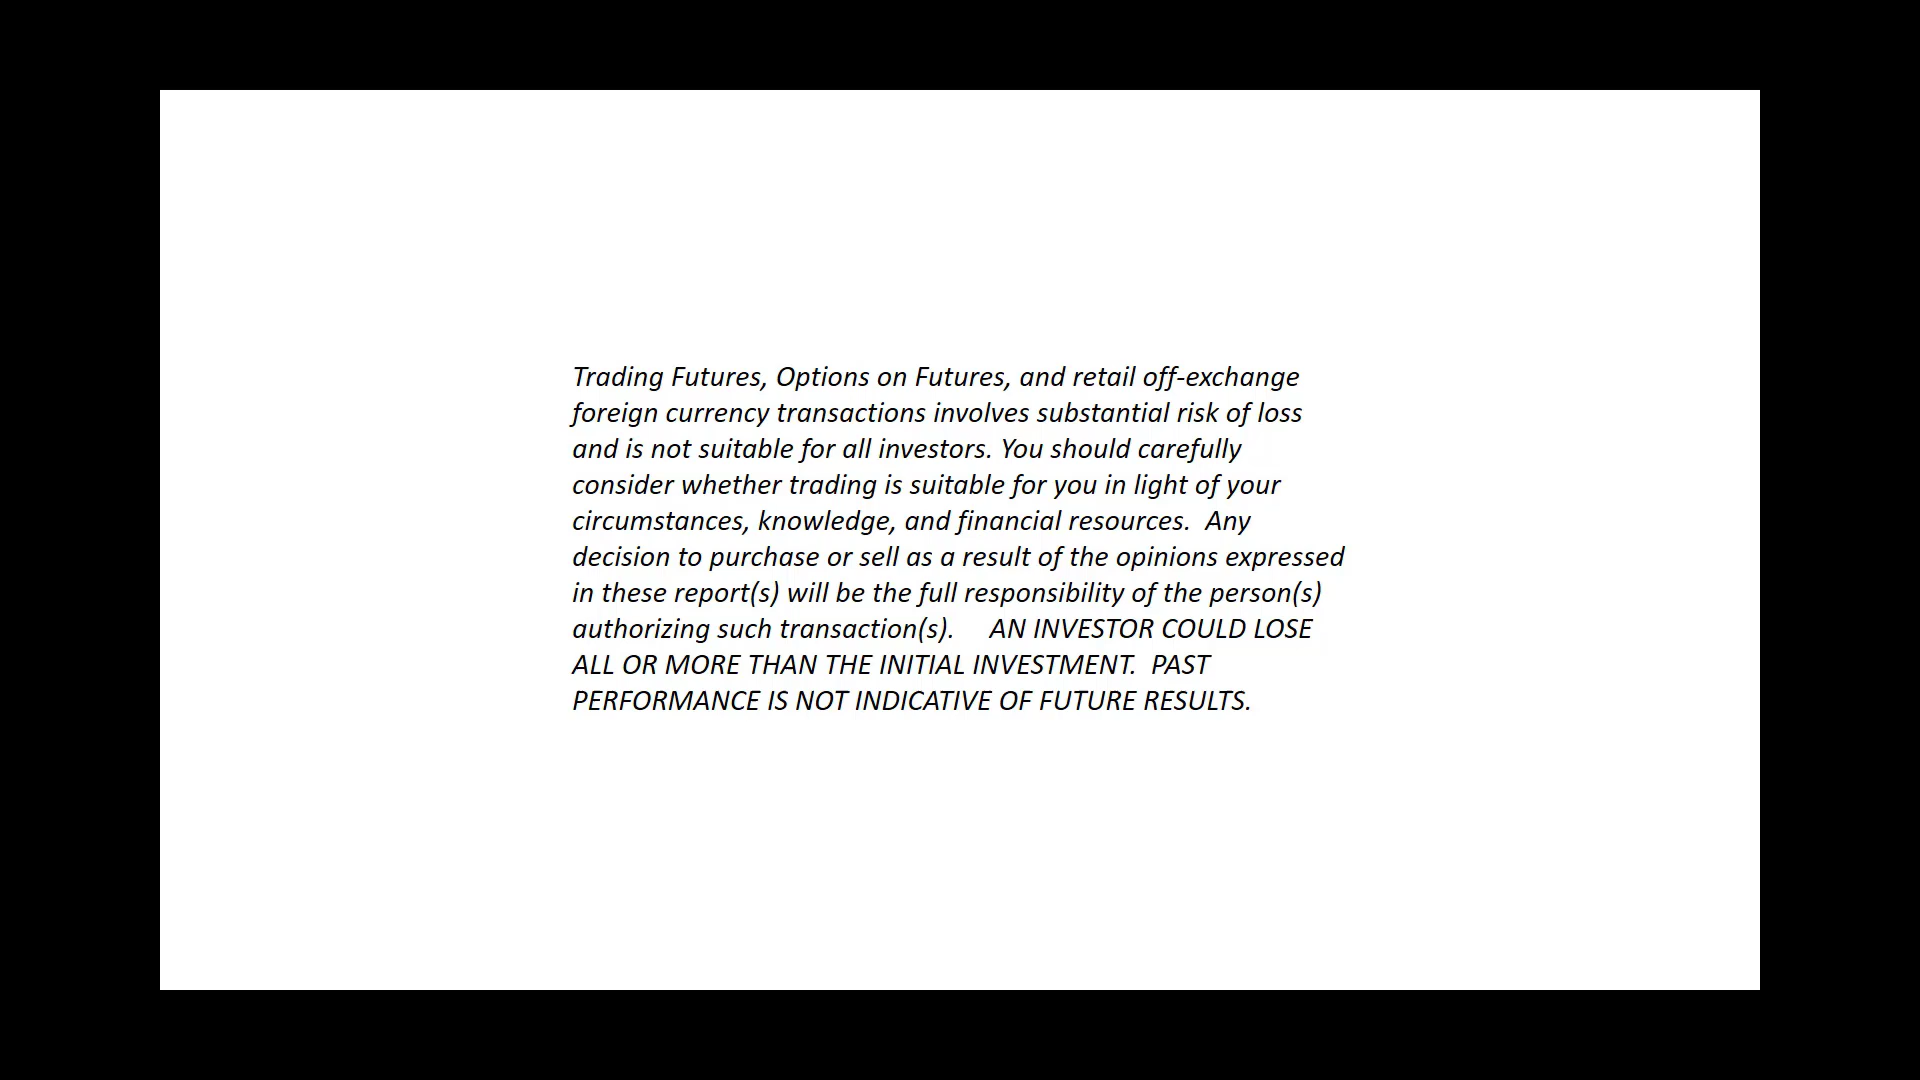 Trading Futures, Options on Futures, and retail off-exchange
foreign currency transactions involves substantial risk of loss
and is not suitable for all investors. You should carefully
consider whether trading is suitable for you in light of your
circumstances, knowledge, and financial resources.  Any
decision to purchase or sell as a result of the opinions expressed
in these report(s) will be the full responsibility of the person(s)
authorizing such transaction(s).     AN INVESTOR COULD LOSE
ALL OR MORE THAN THE INITIAL INVESTMENT.  PAST
PERFORMANCE IS NOT INDICATIVE OF FUTURE RESULTS.